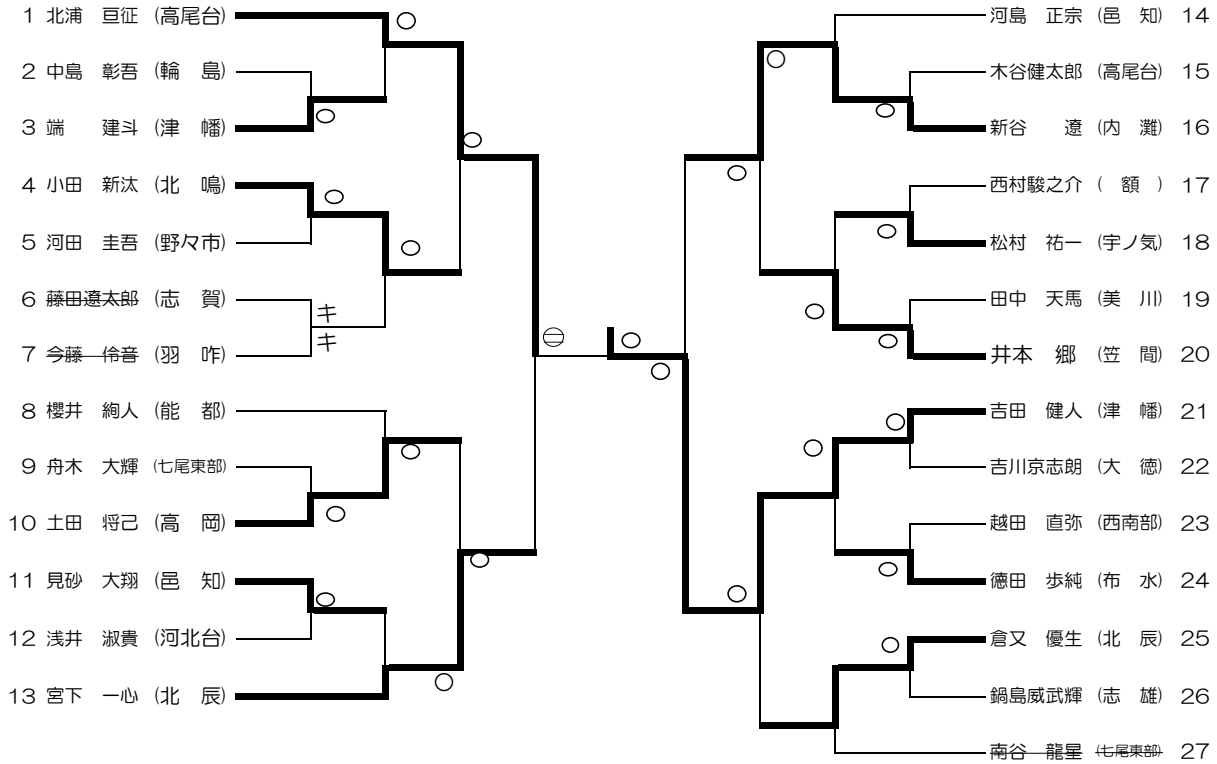 1 北浦 亘征 (高尾台)
2 中島 彰吾 (輪 島)
3 端 建斗 (津 幡)
4 小田 新汰 (北 鳴)
5 河田 圭吾 (野々市)
6 藤田遼太郎 (志 賀)
キ
キ
7 今藤 伶音 (羽 咋)
8 櫻井 絢人 (能 都)
9 舟木 大輝 (七尾東部)
10 土田 将己 (高 岡)
11 見砂 大翔 (邑 知)
12 浅井 淑貴 (河北台)
13 宮下 一心 (北 辰)
河島 正宗 (邑 知) 14
木谷健太郎 (高尾台) 15
新谷 遼 (内 灘) 16
西村駿之介 ( 額 ) 17
松村 祐一 (宇ノ気) 18
田中 天馬 (美 川) 19
井本 郷 (笠 間) 20
吉田 健人 (津 幡) 21
吉川京志朗 (大 徳) 22
越田 直弥 (西南部) 23
徳田 歩純 (布 水) 24
倉又 優生 (北 辰) 25
鍋島威武輝 (志 雄) 26
南谷 龍星 (七尾東部) 27